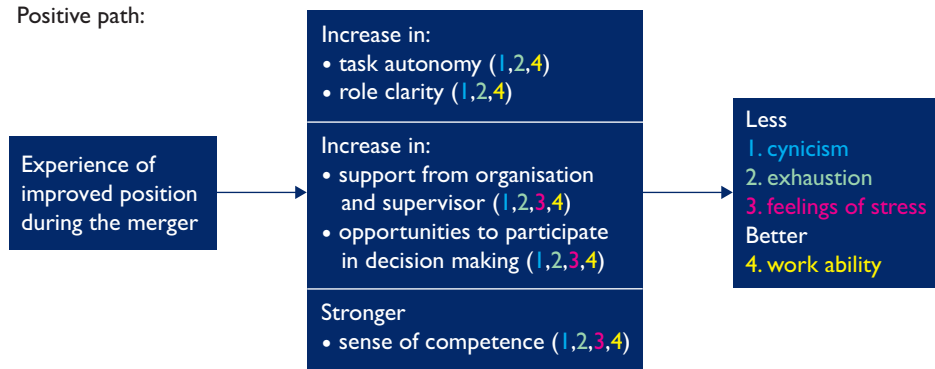 Positive path:
Experience of
improved position
during the merger
Increase in:
• task autonomy (1,2,4)
• role clarity (1,2,4)
Increase in:
• support from organisation
and supervisor (1,2,3,4)
• opportunities to participate
in decision making (1,2,3,4)
Stronger
• sense of competence (1,2,3,4)
Less
1. cynicism
2. exhaustion
3. feelings of stress
Better
4. work ability